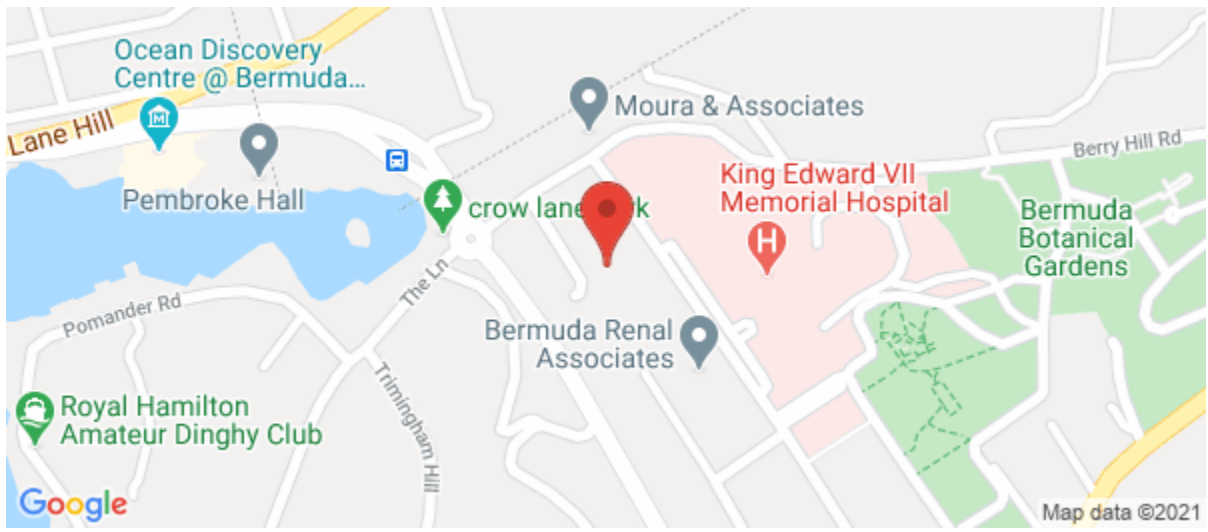 Ocean Discovery
Centre @ Bermuda...
Lane Hill
Pembroke Hall
Moura & Associates
Berry Hill Rd
King Edward VII
Memorial Hospital
H
crow lane
Bermuda
Botanical
Gardens
The Ln
Pomander Rd
Bermuda Renal
Associates
Trimingham Hill
Royal Hamilton
Amateur Dinghy Club
Google
Map data ©2021